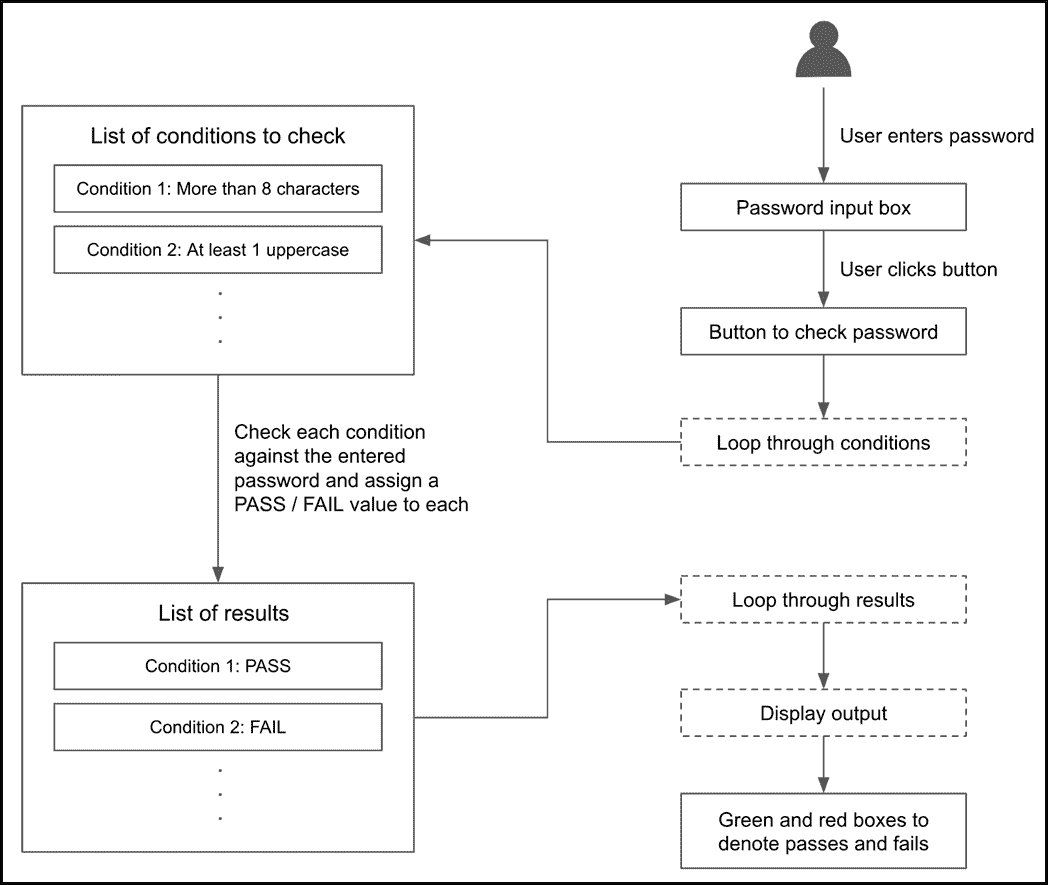 User enters password
Password input box
User clicks button
Button to check password
Loop through conditions
List of conditions to check
Condition 1: More than 8 characters
Condition 2: At least 1 uppercase
.
.
.
Check each condition
against the entered
password and assign a
PASS / FAIL value to each
List of results
Condition 1: PASS
Condition 2: FAIL
.
.
.
Loop through results
Display output
Green and red boxes to
denote passes and fails